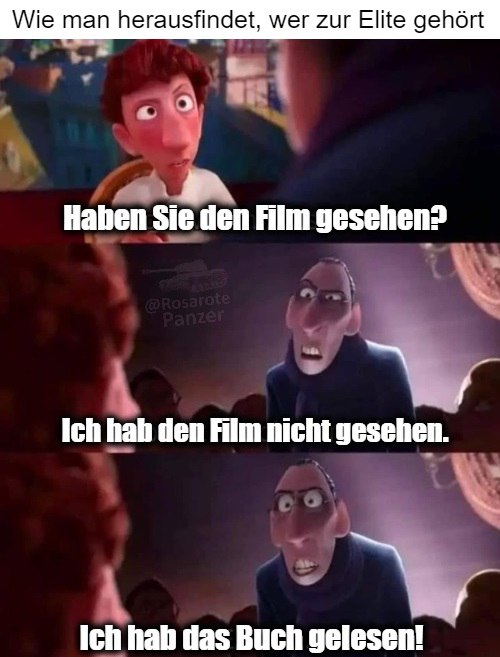 Wie man herausfindet, wer zur Elite gehört
Haben Sie den Film gesehen?
@Rosarote
Panzer
Ich hab den Film nicht gesehen.
Ich hab das Buch gelesen!